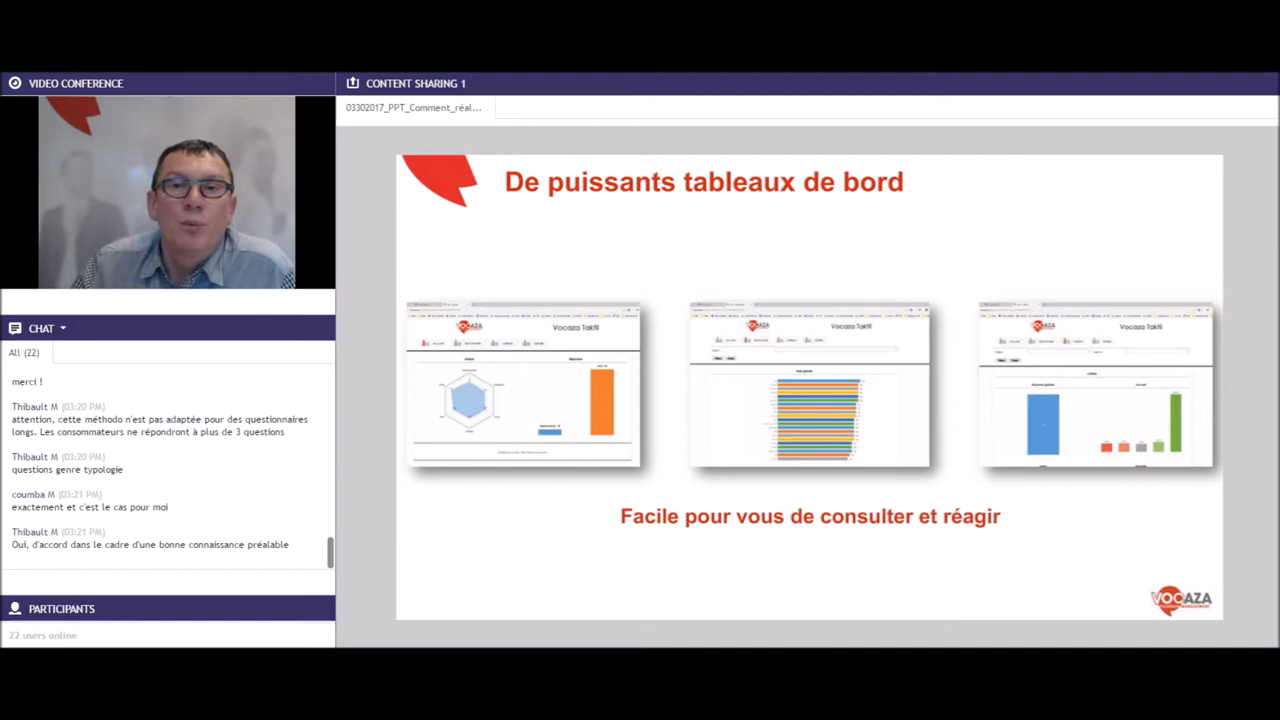 VIDEO CONFERENCE
CONTENT SHARING 1
03302017_PPT_Comment_réal...
CHAT
All (22)
merci !
Thibault M (03:20 PM)
attention, cette méthodo n'est pas adaptée pour des questionnaires
longs. Les consommateurs ne répondront à plus de 3 questions
Thibault M (03:20 PM)
questions genre typologie
coumba M (03:21 PM)
exactement et c'est le cas pour moi
Thibault M (03:21 PM)
Oui, d'accord dans le cadre d'une bonne connaissance préalable
PARTICIPANTS
22 users online
De puissants tableaux de bord
VOCAZA
Vocaza Taktil
VOCAZA
Vocaza Taktil
VOCAZA
Vocaza Taktil
Facile pour vous de consulter et réagir
VOCAZA